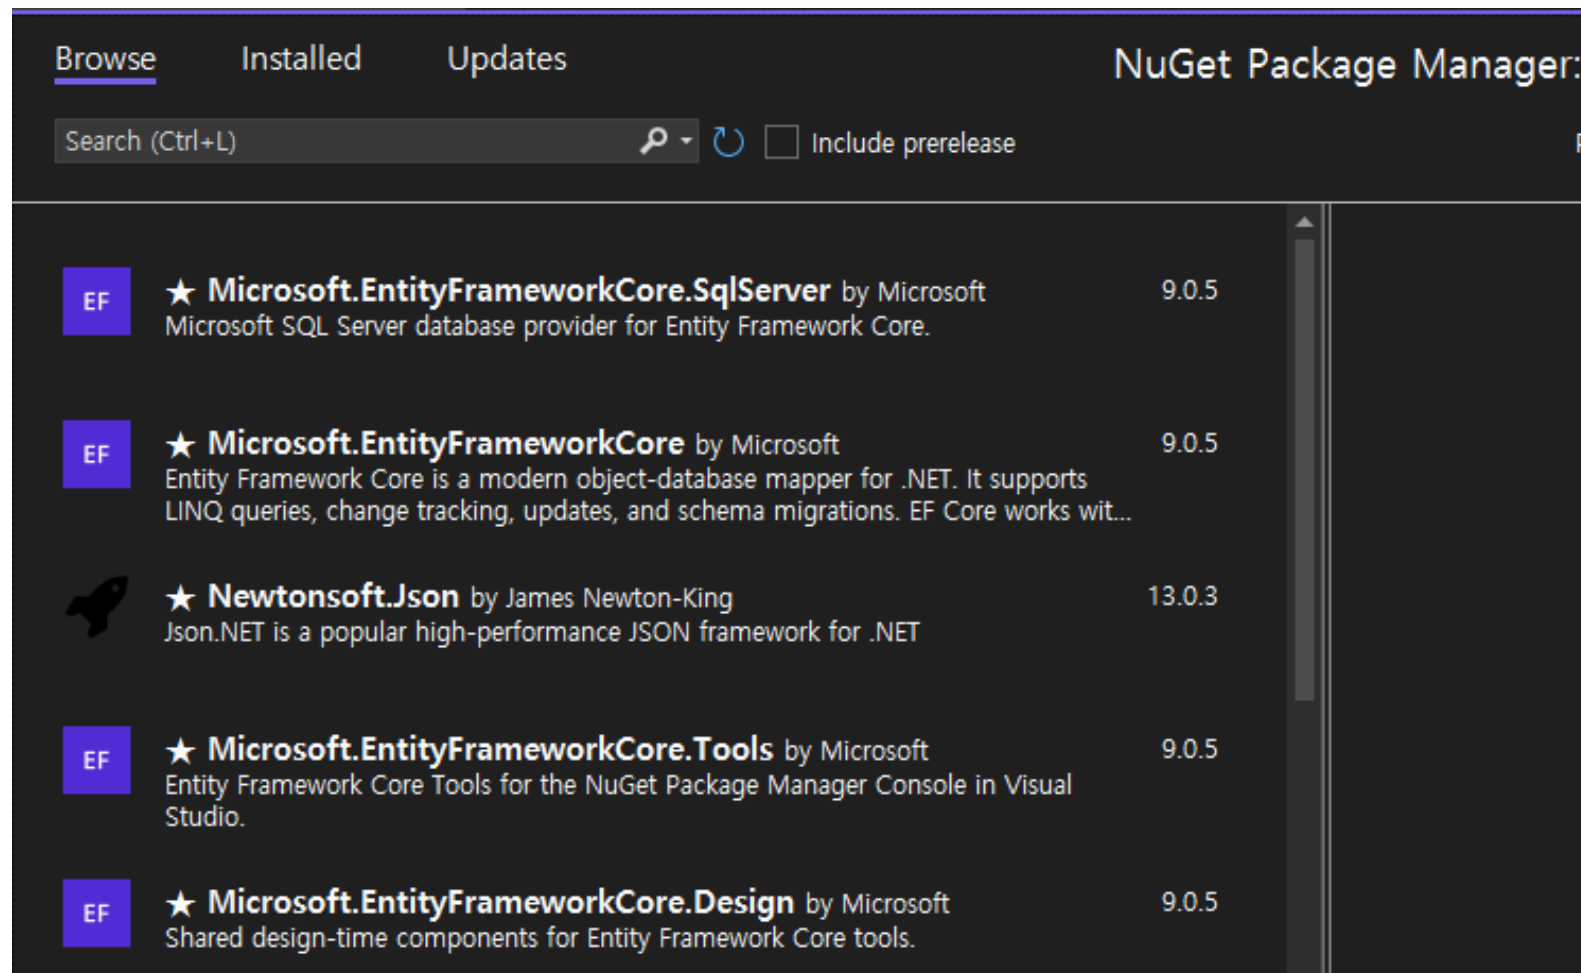 Browse Installed Updates NuGet Package Manager:
Search (Ctrl+L) Include prerelease
EF ★ Microsoft.EntityFrameworkCore.SqlServer by Microsoft 9.0.5
Microsoft SQL Server database provider for Entity Framework Core.
EF ★ Microsoft.EntityFrameworkCore by Microsoft 9.0.5
Entity Framework Core is a modern object-database mapper for .NET. It supports
LINQ queries, change tracking, updates, and schema migrations. EF Core works wit...
★ Newtonsoft.Json by James Newton-King 13.0.3
Json.NET is a popular high-performance JSON framework for .NET
EF ★ Microsoft.EntityFrameworkCore.Tools by Microsoft 9.0.5
Entity Framework Core Tools for the NuGet Package Manager Console in Visual
Studio.
EF ★ Microsoft.EntityFrameworkCore.Design by Microsoft 9.0.5
Shared design-time components for Entity Framework Core tools.